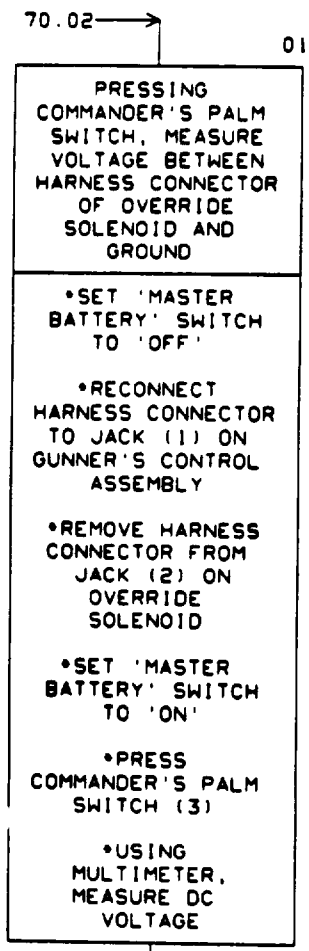 70.02
01
PRESSING
COMMANDER'S PALM
SWITCH, MEASURE
VOLTAGE BETWEEN
HARNESS CONNECTOR
OF OVERRIDE
SOLENOID AND
GROUND
•SET 'MASTER
BATTERY' SWITCH
TO 'OFF'
•RECONNECT
HARNESS CONNECTOR
TO JACK (1) ON
GUNNER'S CONTROL
ASSEMBLY
•REMOVE HARNESS
CONNECTOR FROM
JACK (2) ON
OVERRIDE
SOLENOID
•SET 'MASTER
BATTERY' SWITCH
TO 'ON'
•PRESS
COMMANDER'S PALM
SWITCH (3)
•USING
MULTIMETER,
MEASURE DC
VOLTAGE